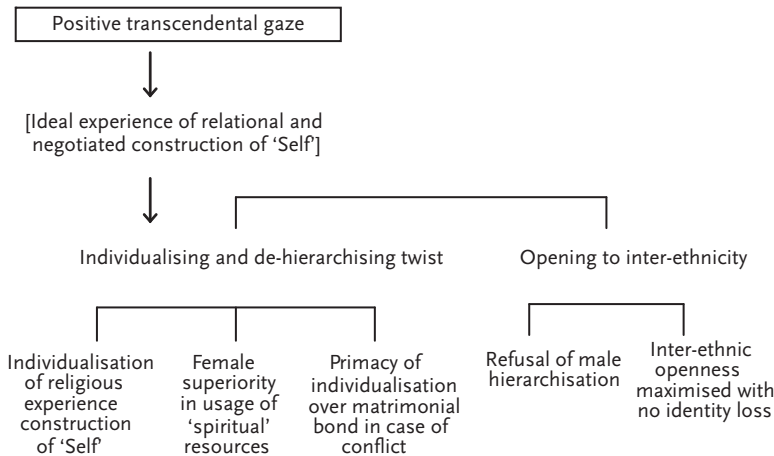 Positive transcendental gaze
[Ideal experience of relational and
negotiated construction of ‘Self’]
Individualising and de-hierarchising twist
Opening to inter-ethnicity
Individualisation
of religious
experience
construction
of ‘Self’
Female
superiority
in usage of
‘spiritual’
resources
Primacy of
individualisation
over matrimonial
bond in case of
conflict
Refusal of male
hierarchisation
Inter-ethnic
openness
maximised with
no identity loss